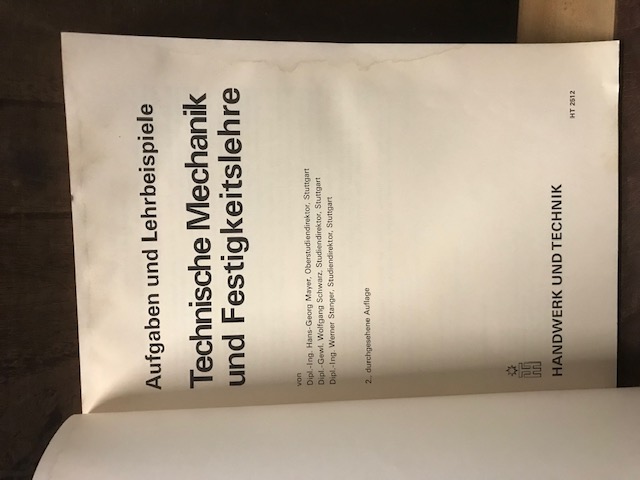 Aufgaben und Lehrbeispiele
Technische Mechanik
und Festigkeitslehre
von
Dipl.-Ing. Hans-Georg Mayer, Oberstudiendirektor, Stuttgart
Dipl.-Gewl. Wolfgang Schwarz, Studiendirektor, Stuttgart
Dipl.-Ing. Werner Stanger, Studiendirektor, Stuttgart
2., durchgesehene Auflage
HANDWERK UND TECHNIK
HT 2512